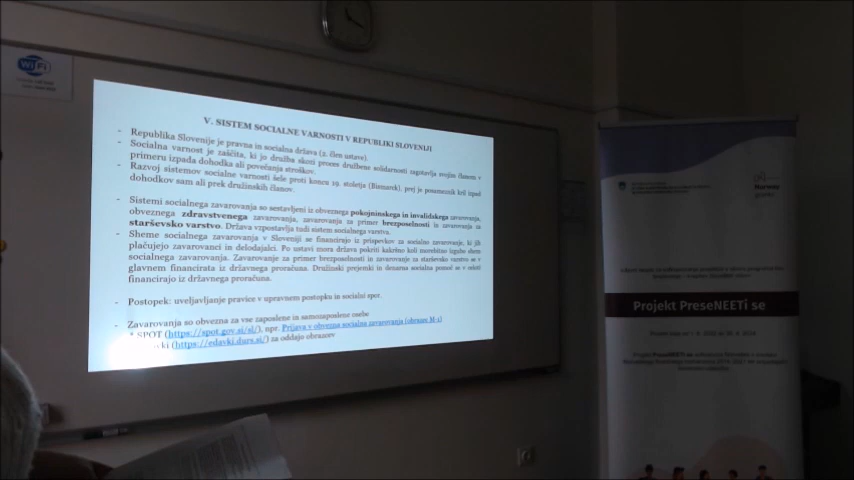 WiFi
V. SISTEM SOCIALNE VARNOSTI V REPUBLIKI SLOVENIJI
- Republika Slovenije je pravna in socialna država (2. člen ustave).
- Socialna varnost je zaščita, ki jo družba skozi proces družbene solidarnosti zagotavlja svojim članom v
primeru izpada dohodka ali povečanja stroškov.
- Razvoj sistemov socialne varnosti šele proti koncu 19. stoletja (Bismarck), prej je posameznik kril izpad
dohodkov sam ali prek družinskih članov.
- Sistemi socialnega zavarovanja so sestavljeni iz obveznega pokojninskega in invalidskega zavarovanja,
obveznega zdravstvenega zavarovanja, zavarovanja za primer brezposelnosti in zavarovanja za
starševsko varstvo. Država vzpostavlja tudi sistem socialnega varstva.
- Sheme socialnega zavarovanja v Sloveniji se financirajo iz prispevkov za socialno zavarovanje, ki jih
plačujejo zavarovanci in delodajalci. Po ustavi mora država pokriti kakršno koli morebitno izgubo shem
socialnega zavarovanja. Zavarovanje za primer brezposelnosti in zavarovanje za starševsko varstvo se v
glavnem financirata iz državnega proračuna. Družinski prejemki in denarna socialna pomoč se v celoti
financirajo iz državnega proračuna.
- Postopek: uveljavljanje pravice v upravnem postopku in socialni spor.
- Zavarovanja so obvezna za vse zaposlene in samozaposlene osebe
* SPOT (https://spot.gov.si/sl/), npr. Prijava v obvezna socialna zavarovanja (obrazec M-1)
ki (https://edavki.durs.si/) za oddajo obrazcev
Norway
grants
Projekt PreseNEETi se